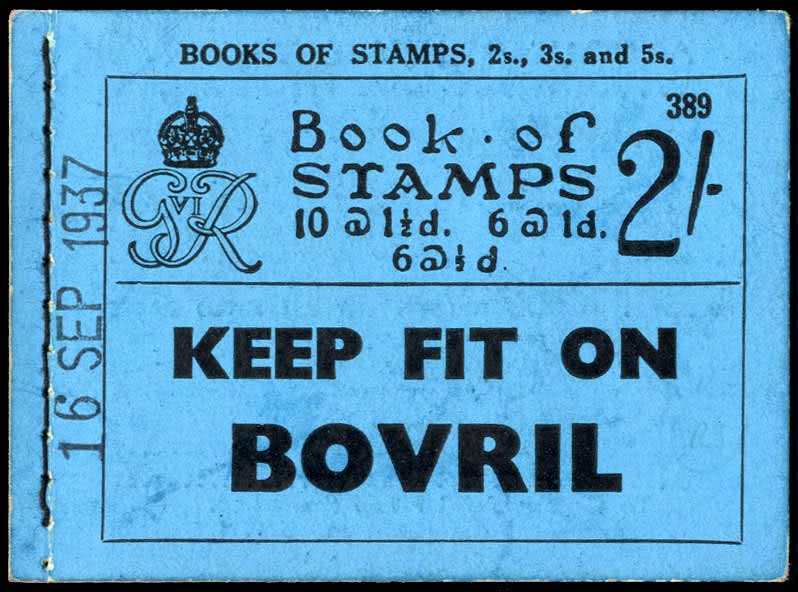 BOOKS OF STAMPS, 2s., 3s. and 5s.
389
GVIR
Book · of
STAMPS
2/-
10 @ 1½d. 6 @ 1d.
6 @ ½d.
KEEP FIT ON
BOVRIL
16 SEP 1937